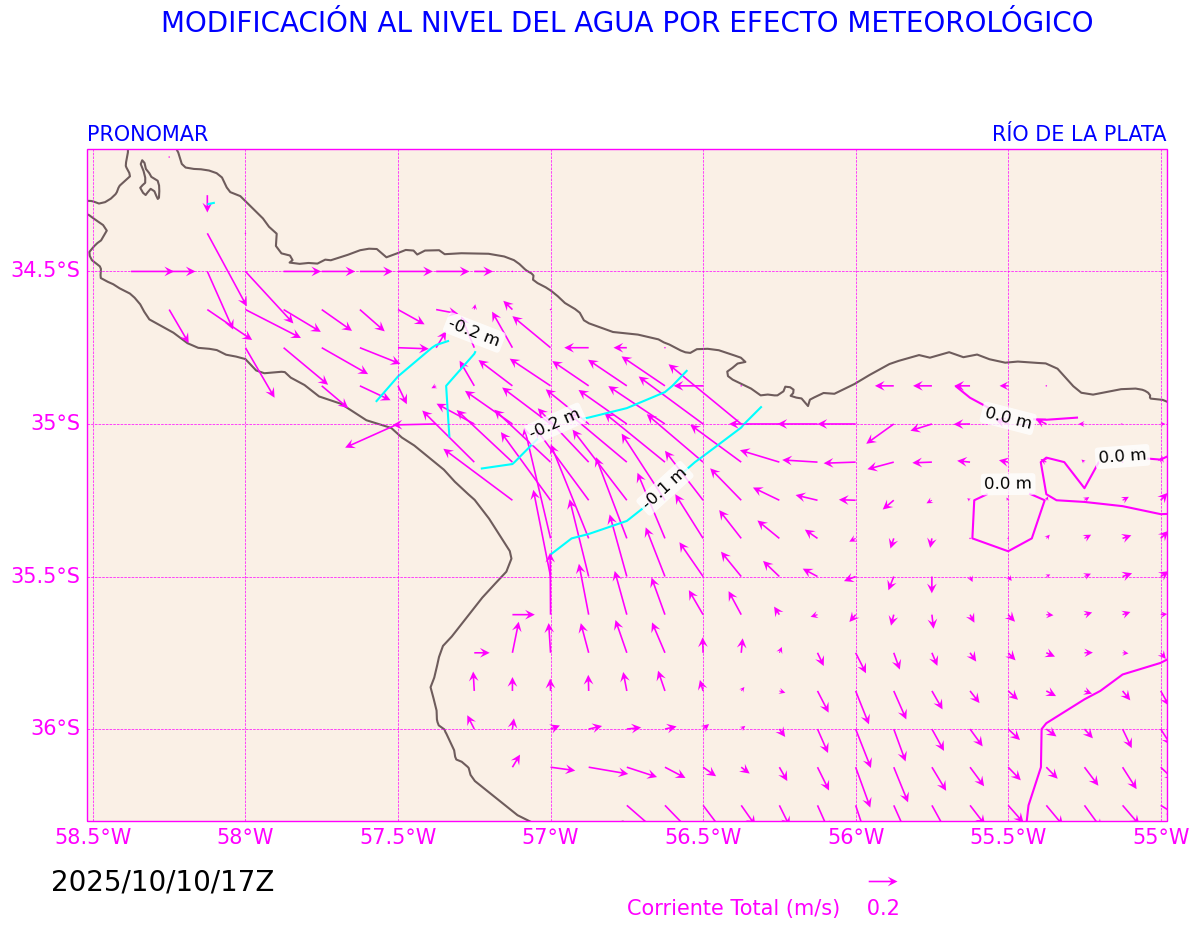 MODIFICACIÓN AL NIVEL DEL AGUA POR EFECTO METEOROLÓGICO
PRONOMAR
RÍO DE LA PLATA
34.5°S
35°S
35.5°S
36°S
-0.2 m
-0.2 m
-0.1 m
0.0 m
0.0 m
0.0 m
58.5°W
58°W
57.5°W
57°W
56.5°W
56°W
55.5°W
55°W
2025/10/10/17Z
Corriente Total (m/s)
0.2